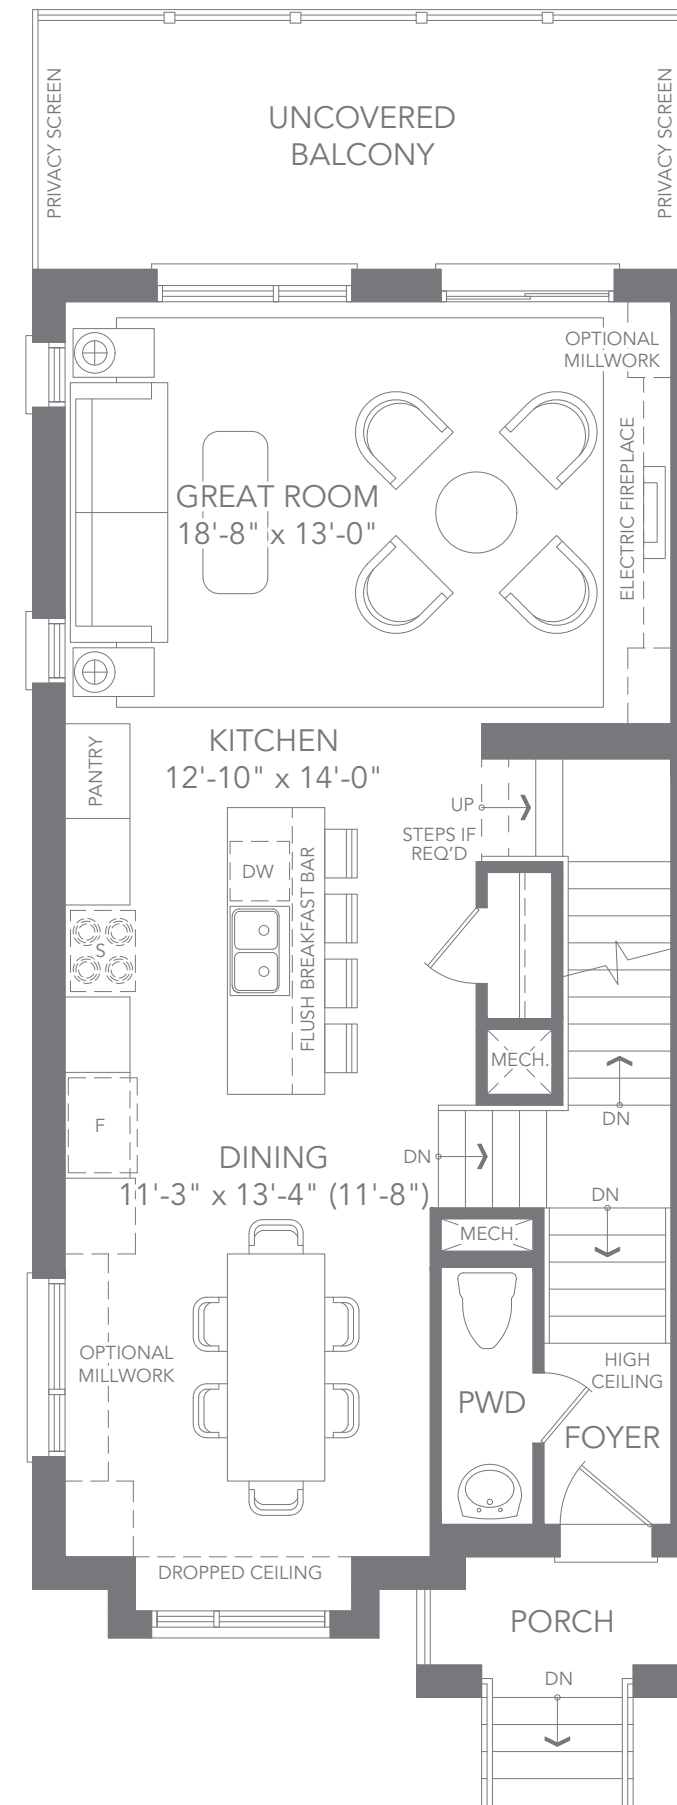 UNCOVERED
BALCONY
PRIVACY SCREEN
PRIVACY SCREEN
OPTIONAL
MILLWORK
ELECTRIC FIREPLACE
GREAT ROOM
18'-8" x 13'-0"
KITCHEN
12'-10" x 14'-0"
PANTRY
UP
STEPS IF
REQ'D
DW
FLUSH BREAKFAST BAR
S
MECH.
F
DN
DINING
11'-3" x 13'-4" (11'-8")
DN
DN
MECH.
OPTIONAL
MILLWORK
HIGH
CEILING
PWD
FOYER
DROPPED CEILING
PORCH
DN